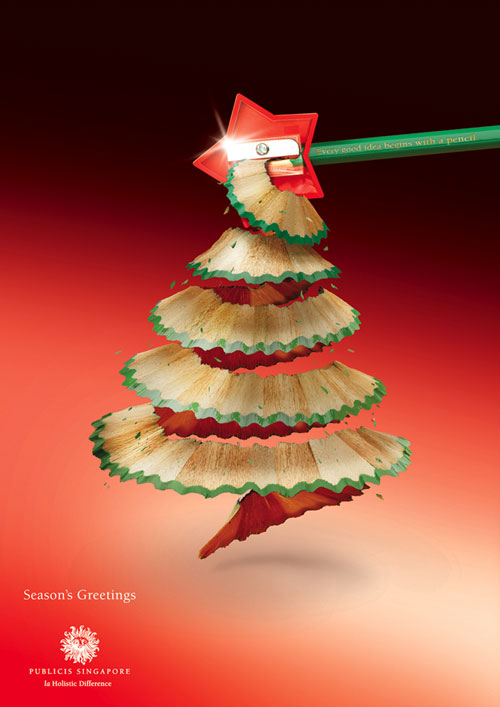 Every good idea begins with a pencil
Season's Greetings
PUBLICIS SINGAPORE
la Holistic Difference